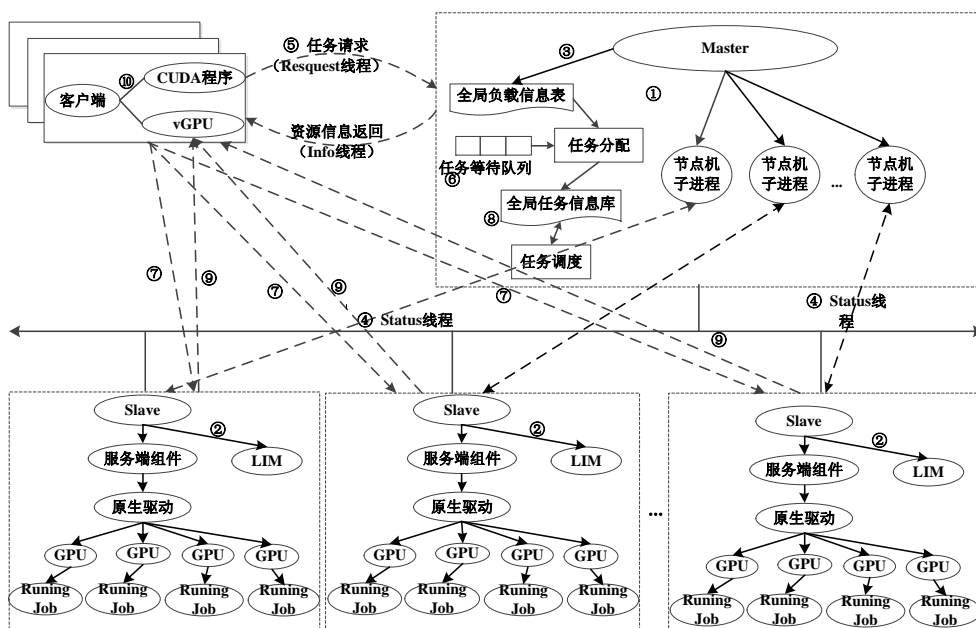 ⑤ 任务请求
（Resquest线程）
⑩
CUDA程序
客户端
vGPU
资源信息返回
（Info线程）
③
Master
①
全局负载信息表
任务分配
任务等待队列
⑥
节点机
子进程
节点机
子进程
...
节点机
子进程
⑧
全局任务信息库
任务调度
⑦
⑨
⑦
⑨
⑦
④ Status线程
④ Status线
程
⑨
Slave
②
服务端组件
LIM
原生驱动
GPU
GPU
GPU
GPU
Runing
Job
Runing
Job
Runing
Job
Runing
Job
Slave
②
服务端组件
LIM
原生驱动
GPU
GPU
GPU
GPU
Runing
Job
Runing
Job
Runing
Job
Runing
Job
...
Slave
②
服务端组件
LIM
原生驱动
GPU
GPU
GPU
GPU
Runing
Job
Runing
Job
Runing
Job
Runing
Job